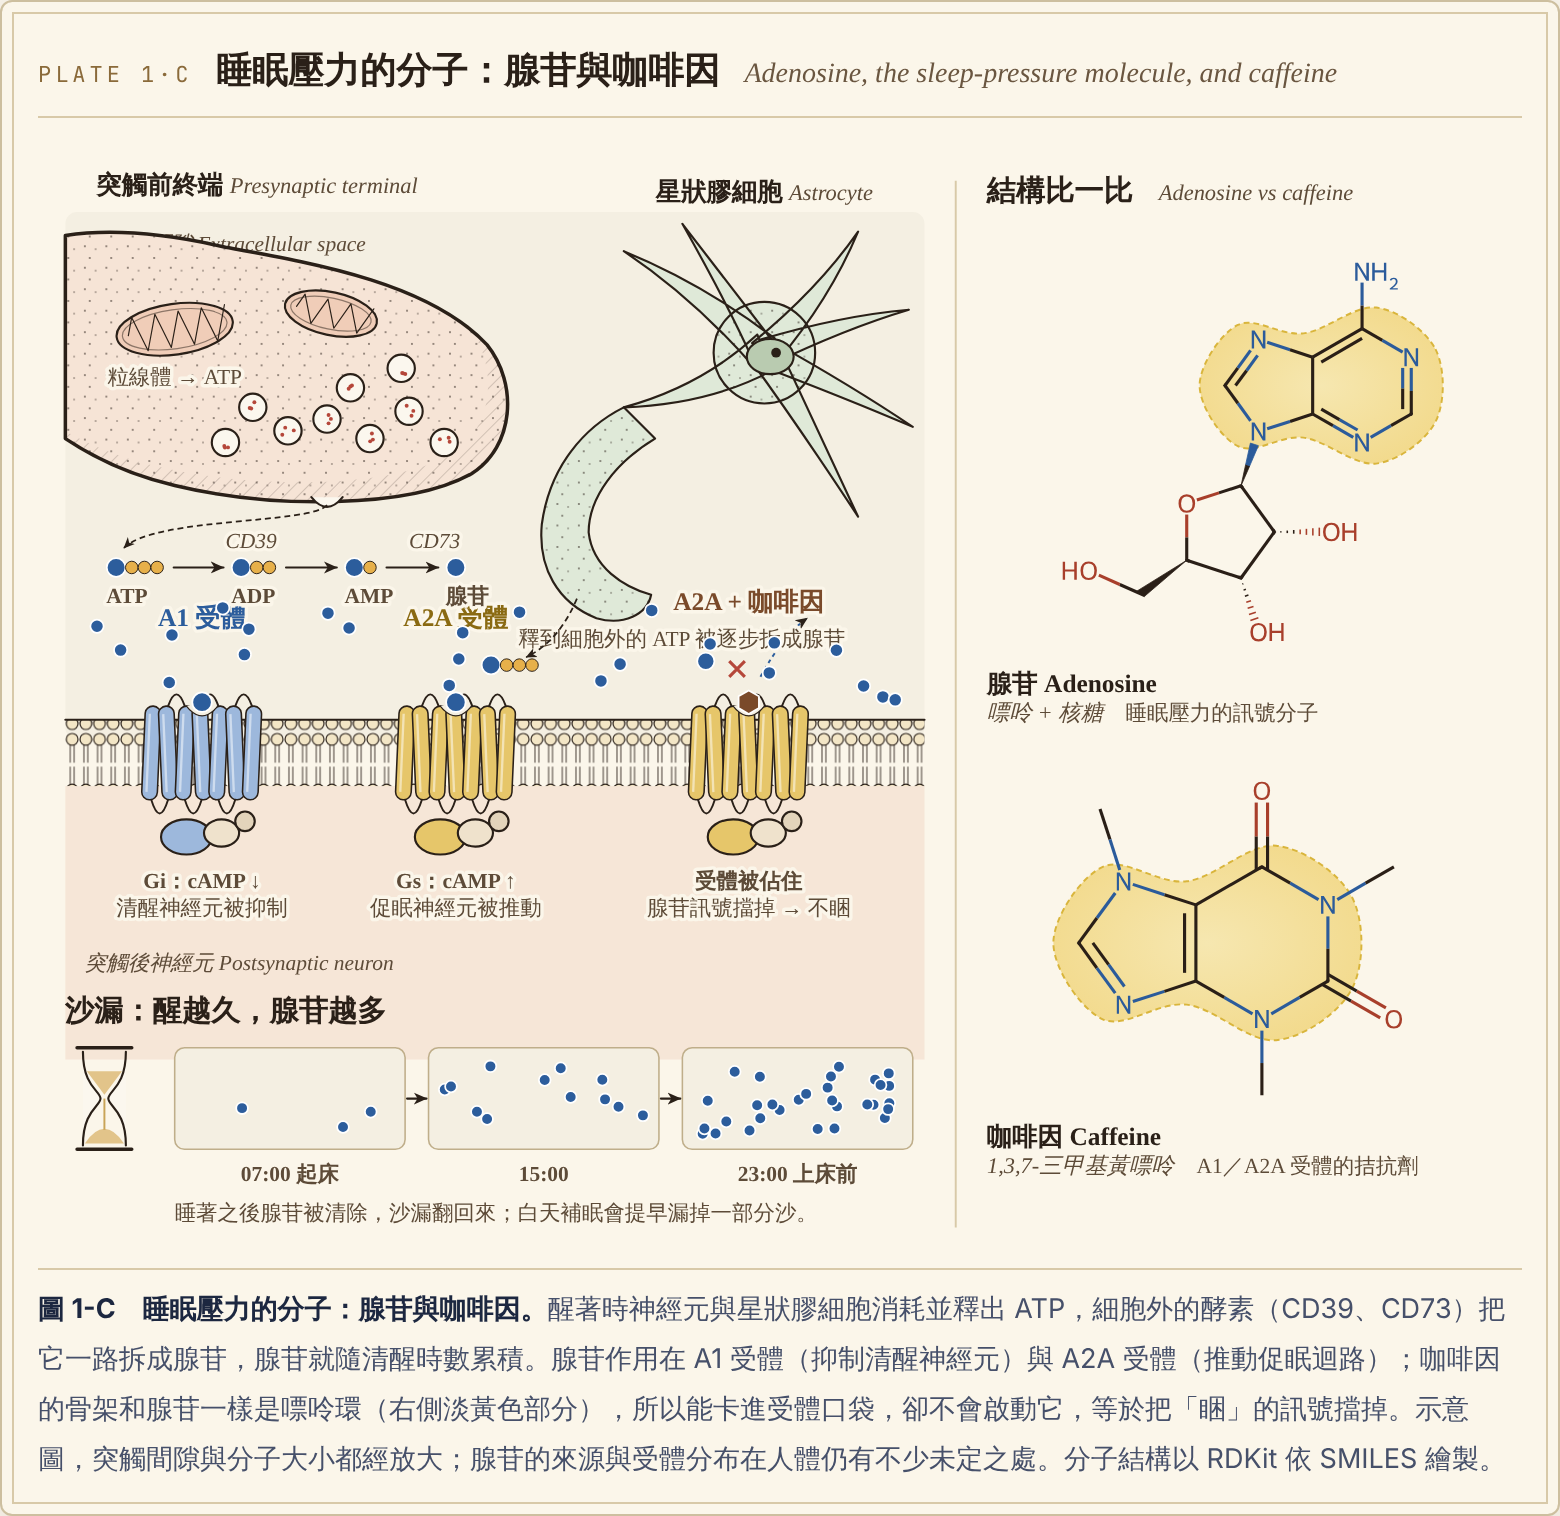 PLATE 1·C 睡眠壓力的分子：腺苷與咖啡因 Adenosine, the sleep-pressure molecule, and caffeine
突觸前終端 Presynaptic terminal
星狀膠細胞 Astrocyte
Extracellular space
粒線體 → ATP
CD39
CD73
ATP
ADP
AMP
腺苷
A1 受體
A2A 受體
A2A + 咖啡因
釋到細胞外的 ATP 被逐步拆成腺苷
Gi：cAMP ↓
清醒神經元被抑制
Gs：cAMP ↑
促眠神經元被推動
受體被佔住
腺苷訊號擋掉 → 不睏
突觸後神經元 Postsynaptic neuron
沙漏：醒越久，腺苷越多
07:00 起床
15:00
23:00 上床前
睡著之後腺苷被清除，沙漏翻回來；白天補眠會提早漏掉一部分沙。
結構比一比 Adenosine vs caffeine
NH2
N
N
N
N
O
OH
HO
OH
腺苷 Adenosine
嘌呤 + 核糖 睡眠壓力的訊號分子
O
N
N
N
N
O
咖啡因 Caffeine
1,3,7-三甲基黃嘌呤 A1／A2A 受體的拮抗劑
圖 1-C 睡眠壓力的分子：腺苷與咖啡因。醒著時神經元與星狀膠細胞消耗並釋出 ATP，細胞外的酵素（CD39、CD73）把
它一路拆成腺苷，腺苷就隨清醒時數累積。腺苷作用在 A1 受體（抑制清醒神經元）與 A2A 受體（推動促眠迴路）；咖啡因
的骨架和腺苷一樣是嘌呤環（右側淡黃色部分），所以能卡進受體口袋，卻不會啟動它，等於把「睏」的訊號擋掉。示意
圖，突觸間隙與分子大小都經放大；腺苷的來源與受體分布在人體仍有不少未定之處。分子結構以 RDKit 依 SMILES 繪製。